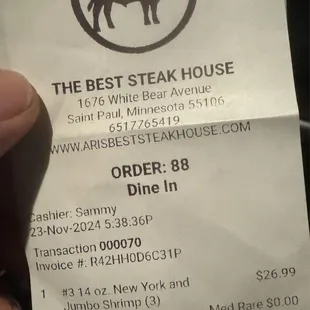 THE BEST STEAK HOUSE
1676 White Bear Avenue
Saint Paul, Minnesota 55106
6517765419
WWW.ARISBESTSTEAKHOUSE.COM
ORDER: 88
Dine In
Cashier: Sammy
23-Nov-2024 5:38:36P
Transaction 000070
Invoice #: R42HH0D6C31P
1 #3 14 oz. New York and $26.99
Jumbo Shrimp (3)
Med Rare $0.00